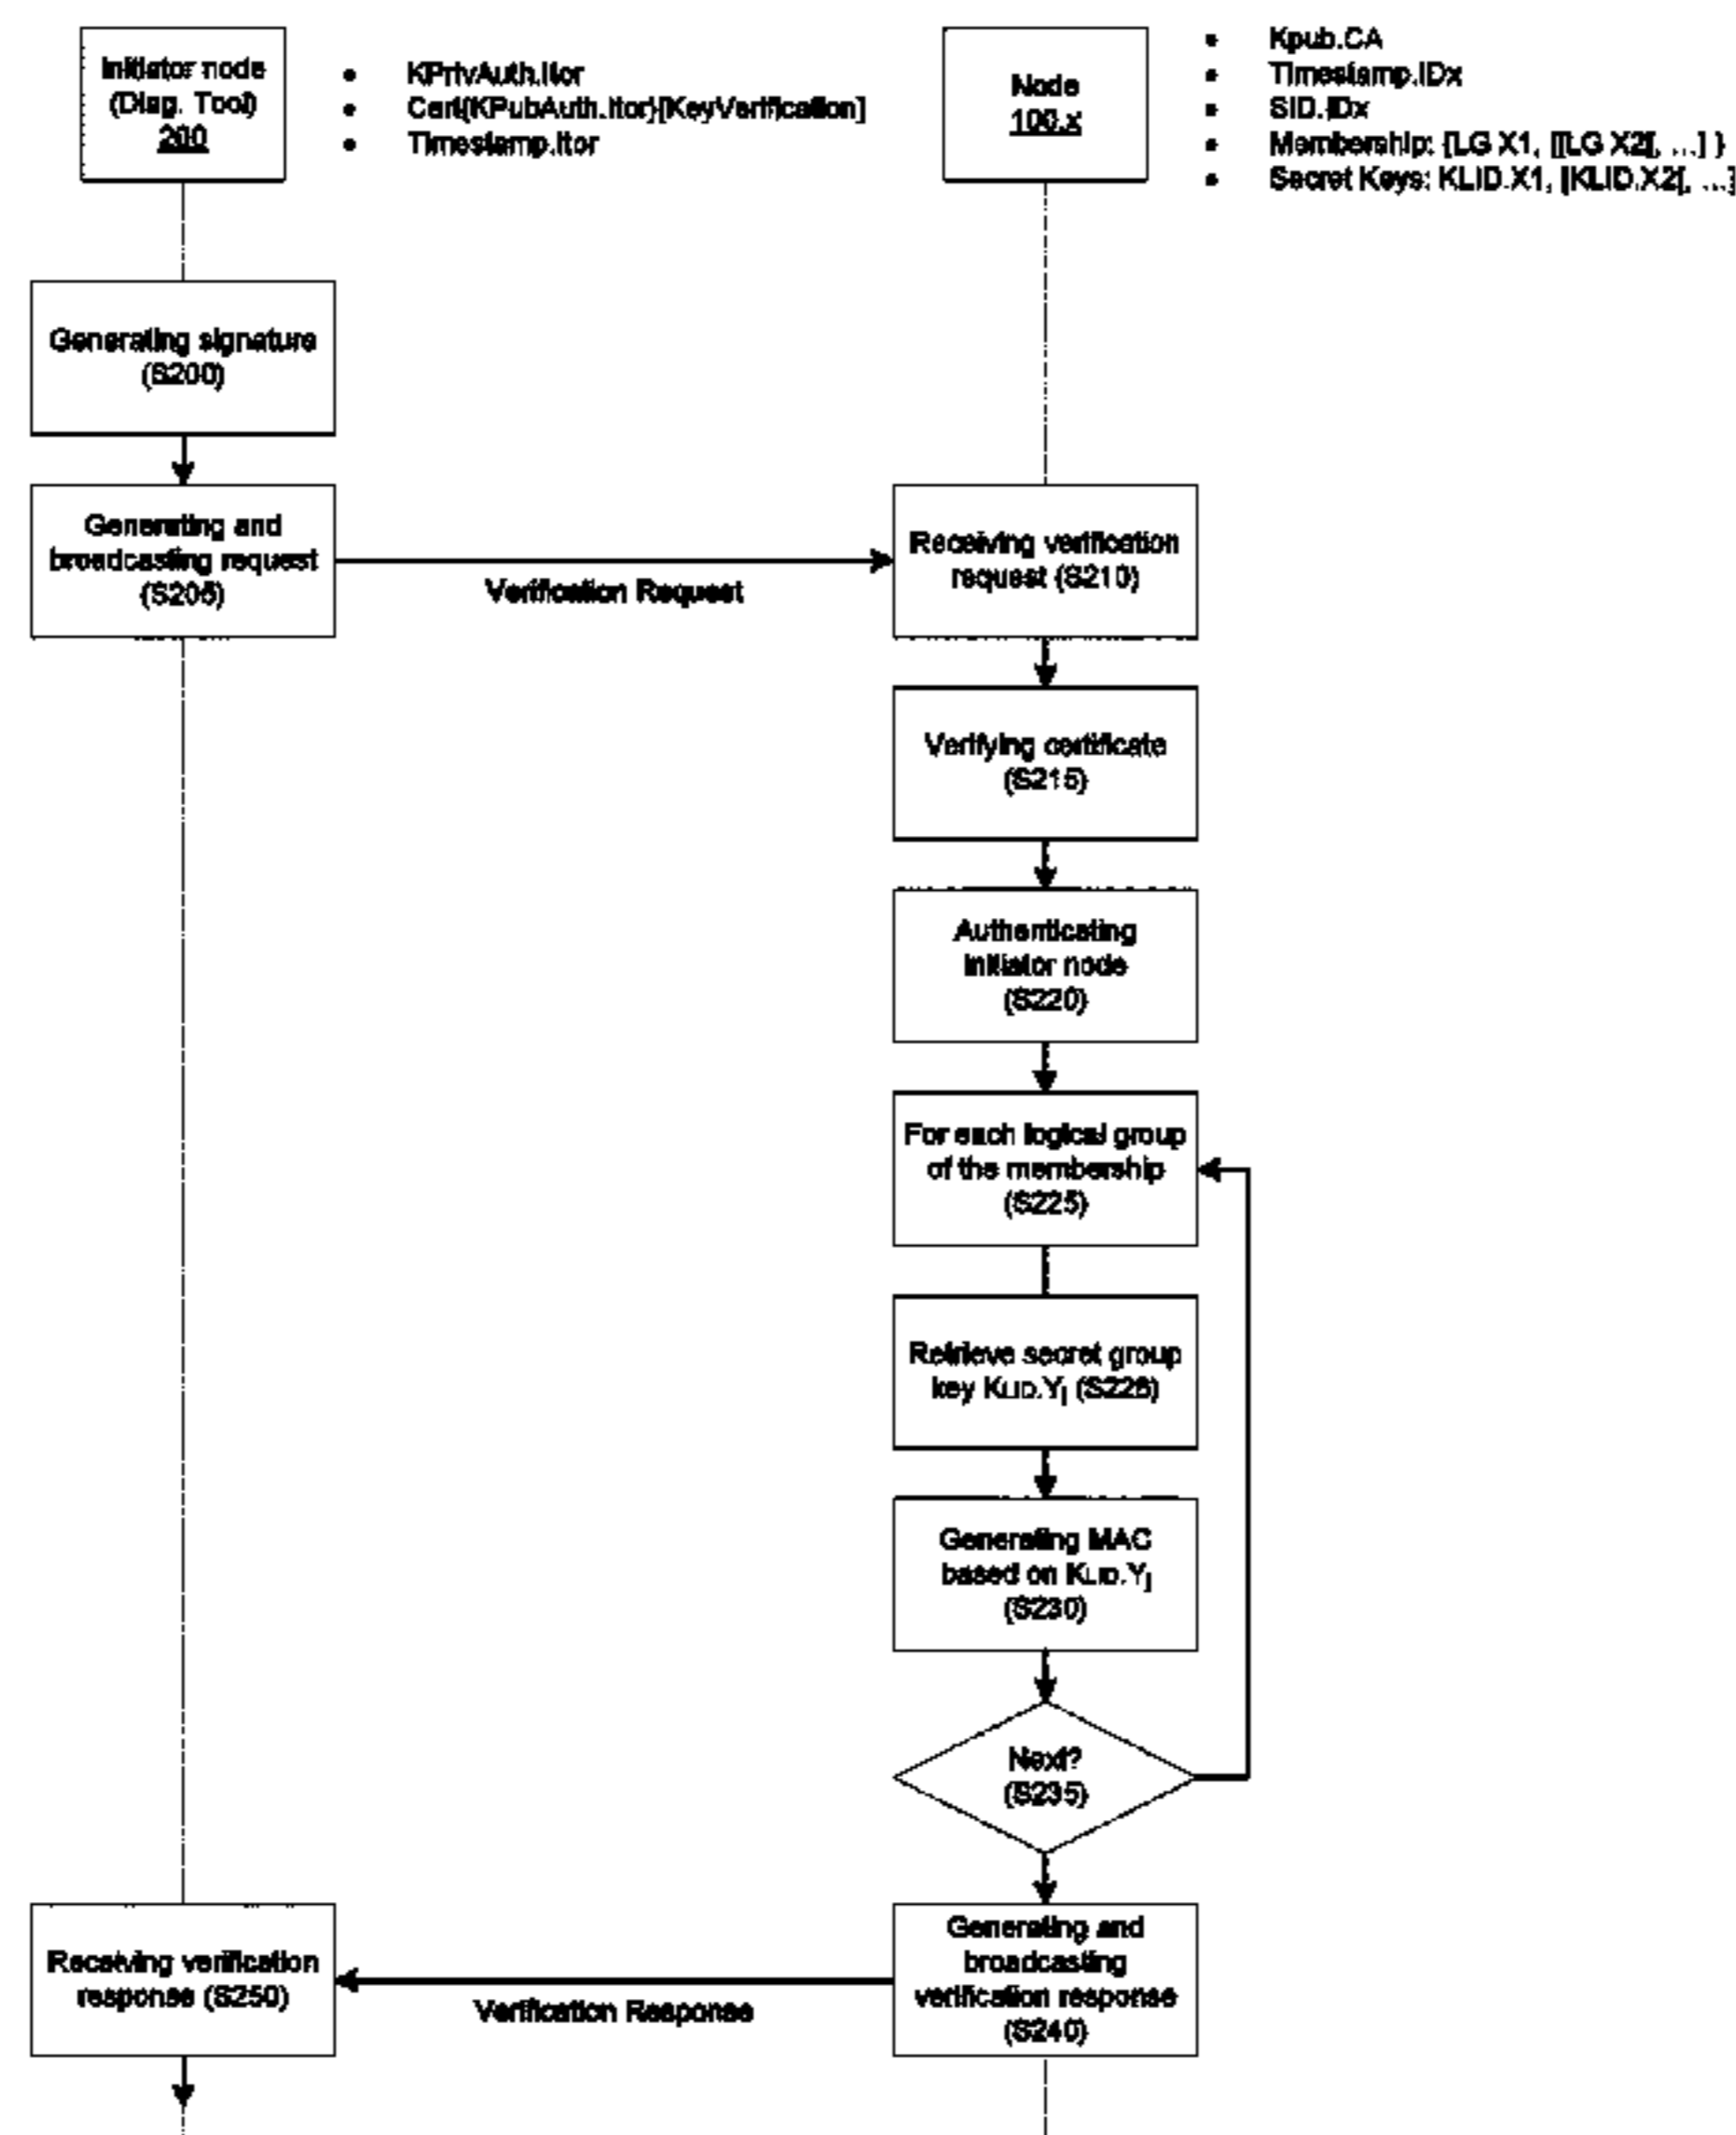 Initiator node
(Diag. Tool)
200
• KPrivAuth.Itor
• Cert{KPubAuth.Itor}[KeyVerification]
• Timestamp.Itor
Node
100.x
• Kpub.CA
• Timestamp.IDx
• SID.IDx
• Membership: {LG X1, [[LG X2[, ...] }
• Secret Keys: KLID.X1, [KLID.X2[, ...]
Generating signature
(S200)
Generating and
broadcasting request
(S205)
Verification Request
Receiving verification
request (S210)
Verifying certificate
(S215)
Authenticating
initiator node
(S220)
For each logical group
of the membership
(S225)
Retrieve secret group
key KLID.Yj (S226)
Generating MAC
based on KLID.Yj
(S230)
Next?
(S235)
Generating and
broadcasting
verification response
(S240)
Verification Response
Receiving verification
response (S250)